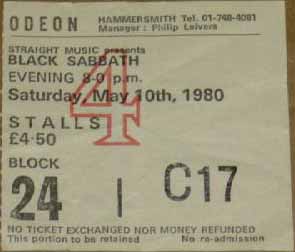 ODEON HAMMERSMITH Tel. 01-748-4081
Manager : Philip Leivers
STRAIGHT MUSIC presents
BLACK SABBATH
EVENING 8-0 p.m.
Saturday, May 10th, 1980
4
STALLS
£4·50
BLOCK
24 | C17
NO TICKET EXCHANGED NOR MONEY REFUNDED
This portion to be retained No re-admission